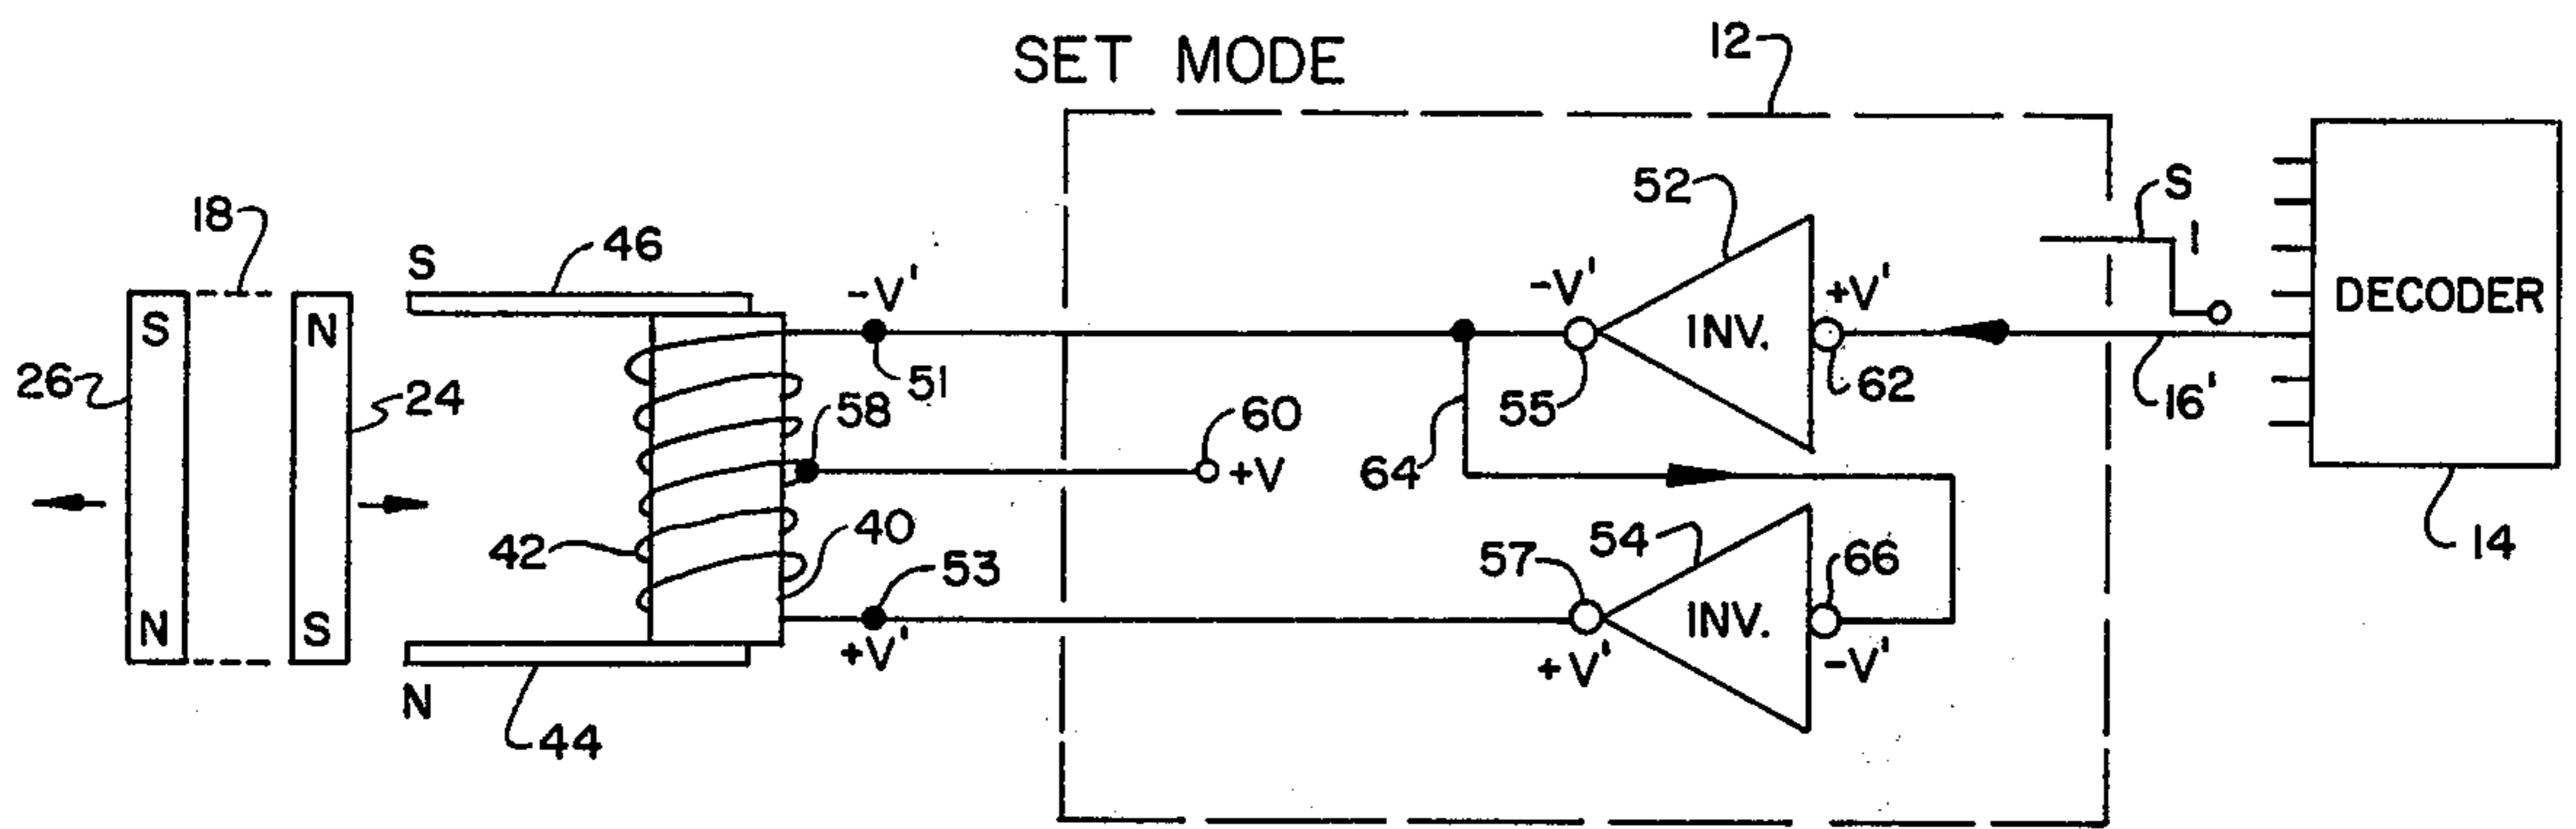 SET MODE
12
S
1
DECODER
14
16'
52
INV.
+V'
62
-V'
55
64
54
INV.
66
-V'
57
+V'
60
+V
58
51
-V'
53
+V'
40
42
46
S
44
N
18
26
S
N
24
N
S